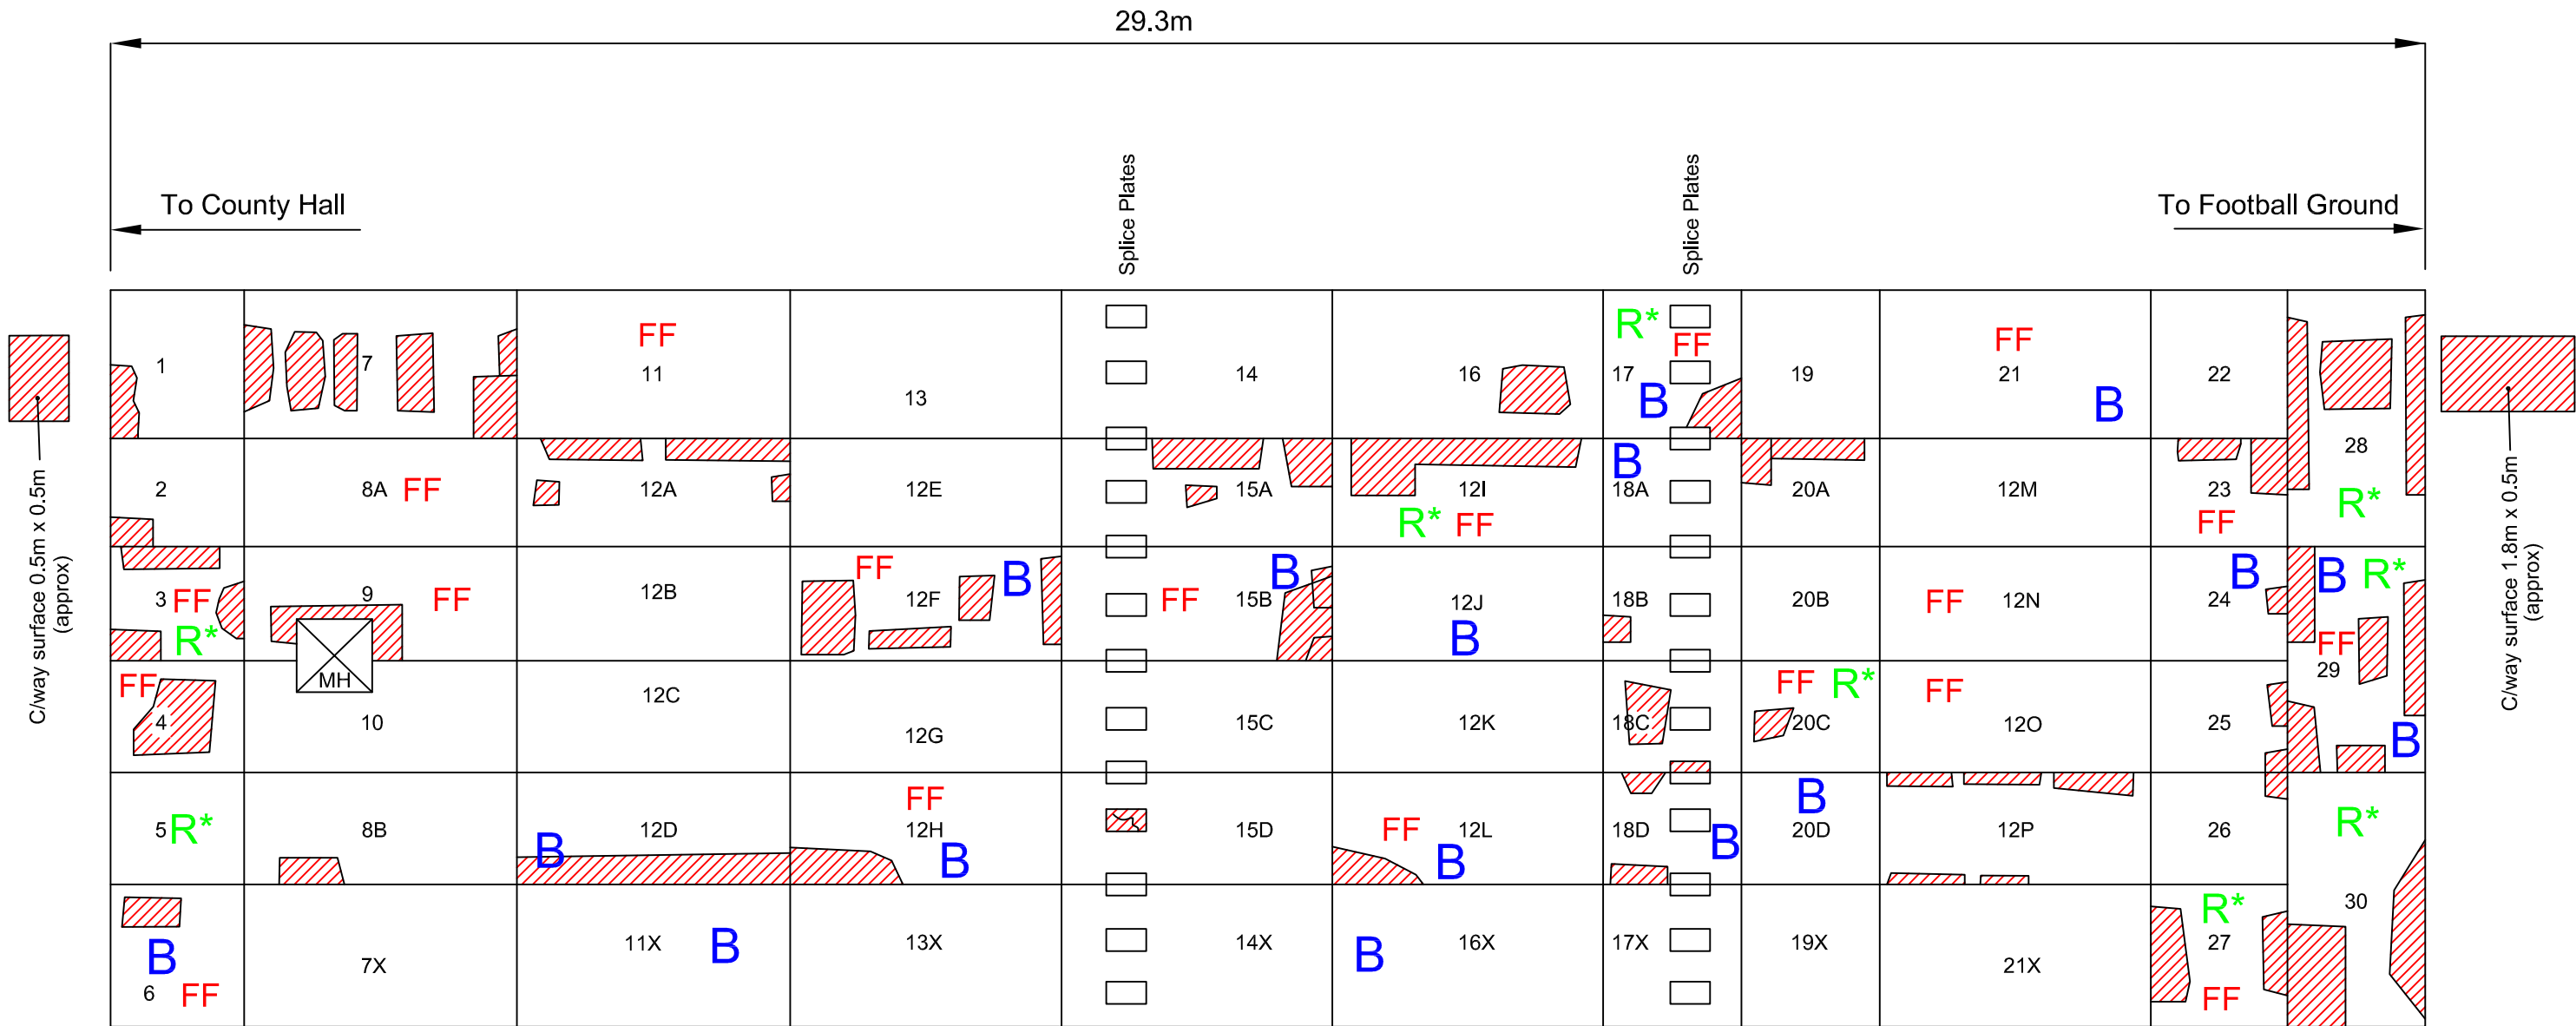 29.3m
Splice Plates
Splice Plates
To County Hall
To Football Ground
C/way surface 0.5m x 0.5m
(approx)
C/way surface 1.8m x 0.5m
(approx)
1
7
FF
11
13
14
16
R*
FF
17
B
19
FF
21
B
22
28
R*
2
8A FF
12A
12E
15A
12I
R* FF
B
18A
20A
12M
23
FF
3 FF
R*
9
FF
12B
FF
12F
B
FF
15B
B
12J
B
18B
20B
FF
12N
B
24
B
R*
FF
29
B
FF
4
MH
10
12C
12G
15C
12K
18C
FF
R*
20C
FF
12O
25
5 R*
8B
12D
B
FF
12H
B
15D
FF
12L
B
18D
B
B
20D
12P
26
R*
30
B
6
FF
7X
11X
B
13X
14X
B
16X
17X
19X
21X
R*
27
FF